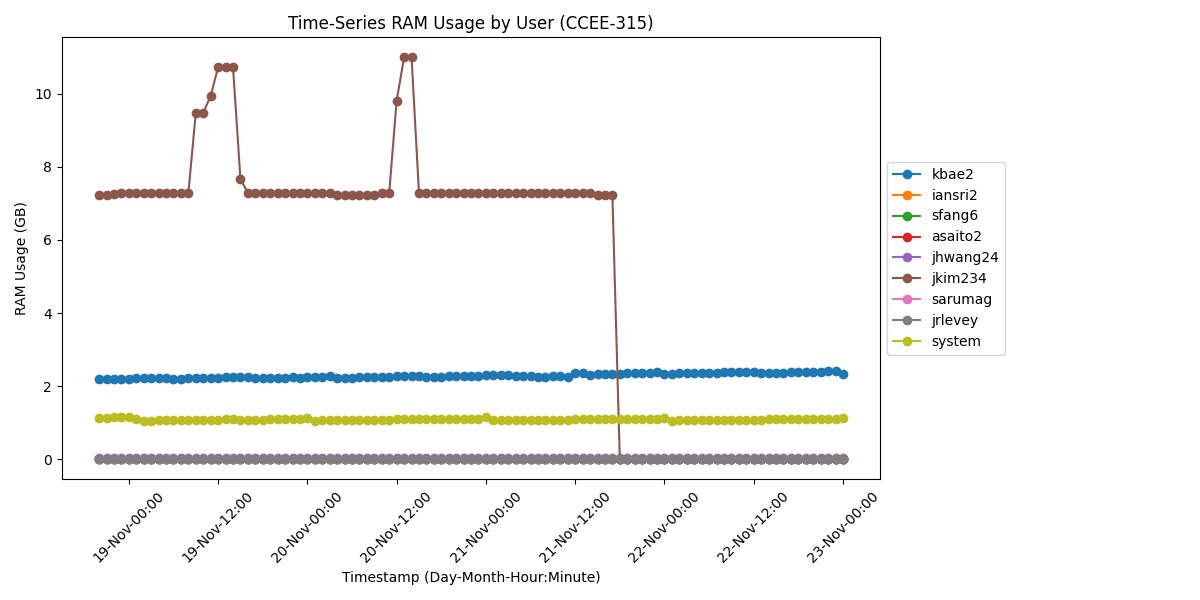 Time-Series RAM Usage by User (CCEE-315)
RAM Usage (GB)
10
8
6
4
2
0
19-Nov-00:00
19-Nov-12:00
20-Nov-00:00
20-Nov-12:00
21-Nov-00:00
21-Nov-12:00
22-Nov-00:00
22-Nov-12:00
23-Nov-00:00
Timestamp (Day-Month-Hour:Minute)
kbae2
iansri2
sfang6
asaito2
jhwang24
jkim234
sarumag
jrlevey
system